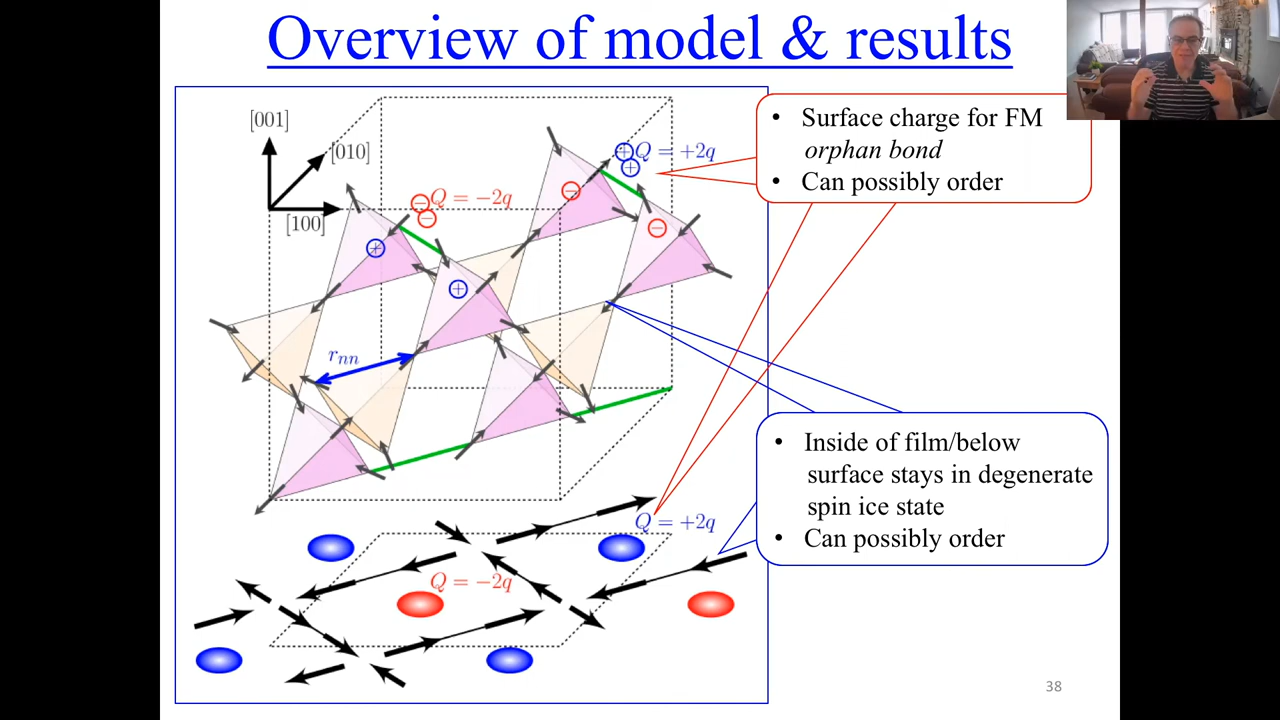 Overview of model & results
[001]
[010]
[100]
Q = −2q
Q = +2q
r_nn
Q = +2q
Q = −2q
• Surface charge for FM
orphan bond
• Can possibly order
• Inside of film/below
surface stays in degenerate
spin ice state
• Can possibly order
38